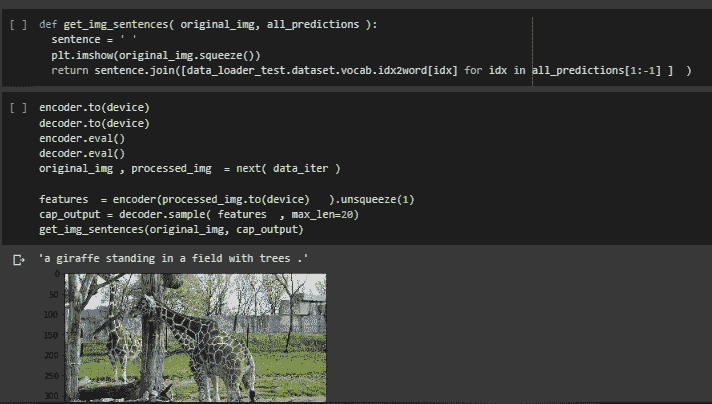 [ ] def get_img_sentences( original_img, all_predictions ):
sentence = ' '
plt.imshow(original_img.squeeze())
return sentence.join([data_loader_test.dataset.vocab.idx2word[idx] for idx in all_predictions[1:-1] ] )
[ ] encoder.to(device)
decoder.to(device)
encoder.eval()
decoder.eval()
original_img , processed_img = next( data_iter )
features = encoder(processed_img.to(device) ).unsqueeze(1)
cap_output = decoder.sample( features , max_len=20)
get_img_sentences(original_img, cap_output)
'a giraffe standing in a field with trees .'
0
50
100
150
200
250
300